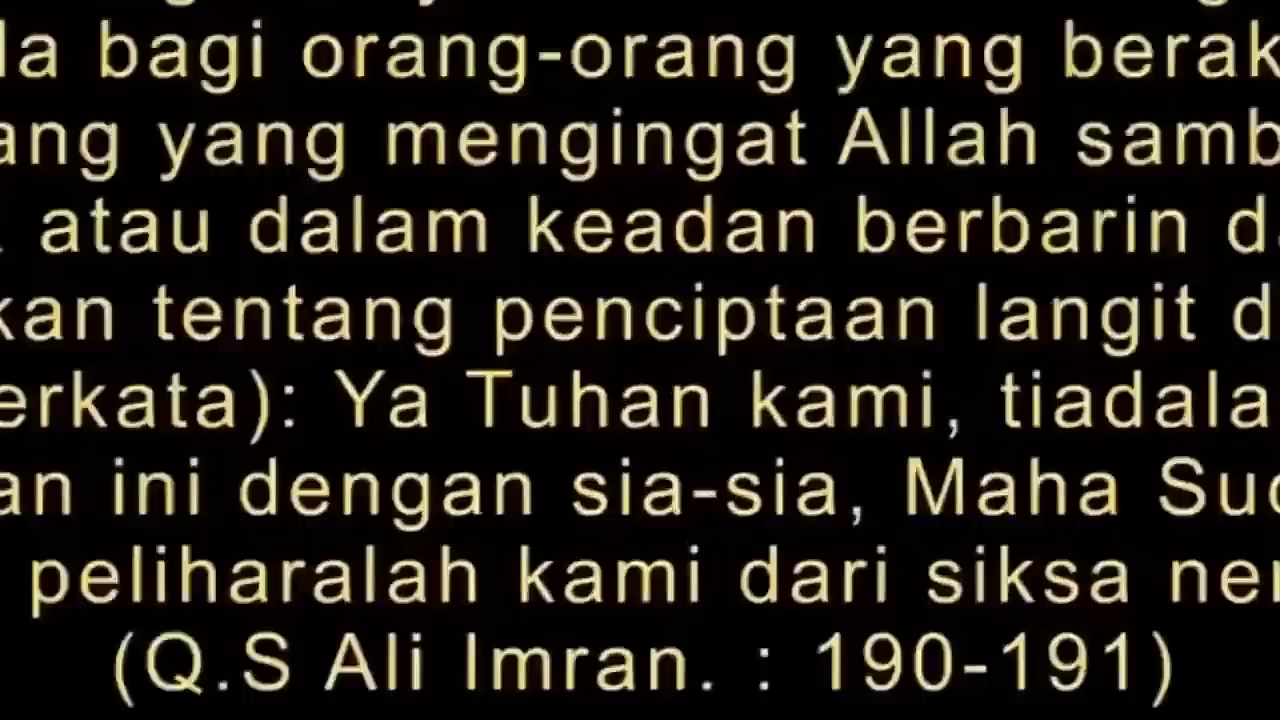 la bagi orang-orang yang berak
ang yang mengingat Allah samb
atau dalam keadan berbarin d
kan tentang penciptaan langit d
erkata): Ya Tuhan kami, tiadala
an ini dengan sia-sia, Maha Suc
peliharalah kami dari siksa ner
(Q.S Ali Imran. : 190-191)